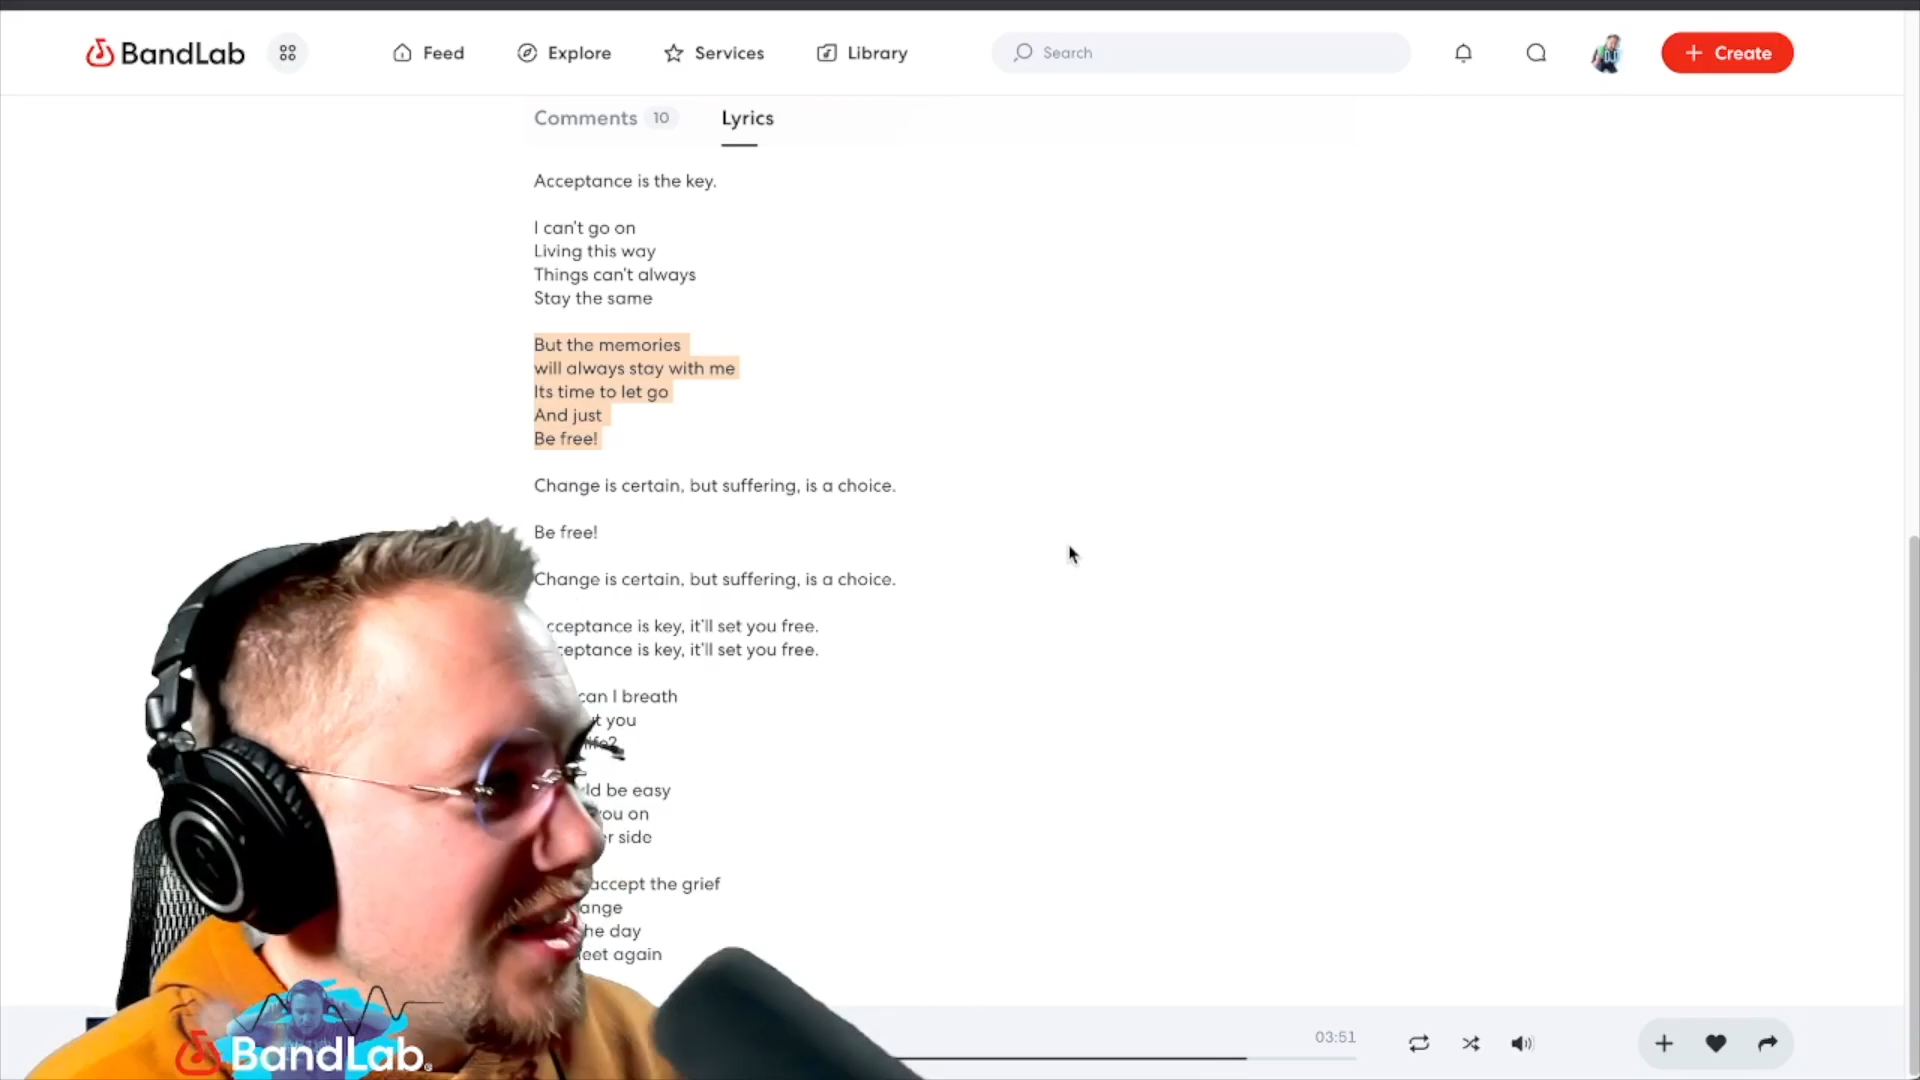 BandLab
Feed
Explore
Services
Library
Search
+ Create
Comments 10
Lyrics
Acceptance is the key.
I can't go on
Living this way
Things can't always
Stay the same
But the memories
will always stay with me
Its time to let go
And just
Be free!
Change is certain, but suffering, is a choice.
Be free!
Change is certain, but suffering, is a choice.
cceptance is key, it'll set you free.
ceptance is key, it'll set you free.
can I breath
you
be easy
you on
side
accept the grief
he day
again
03:51
BandLab